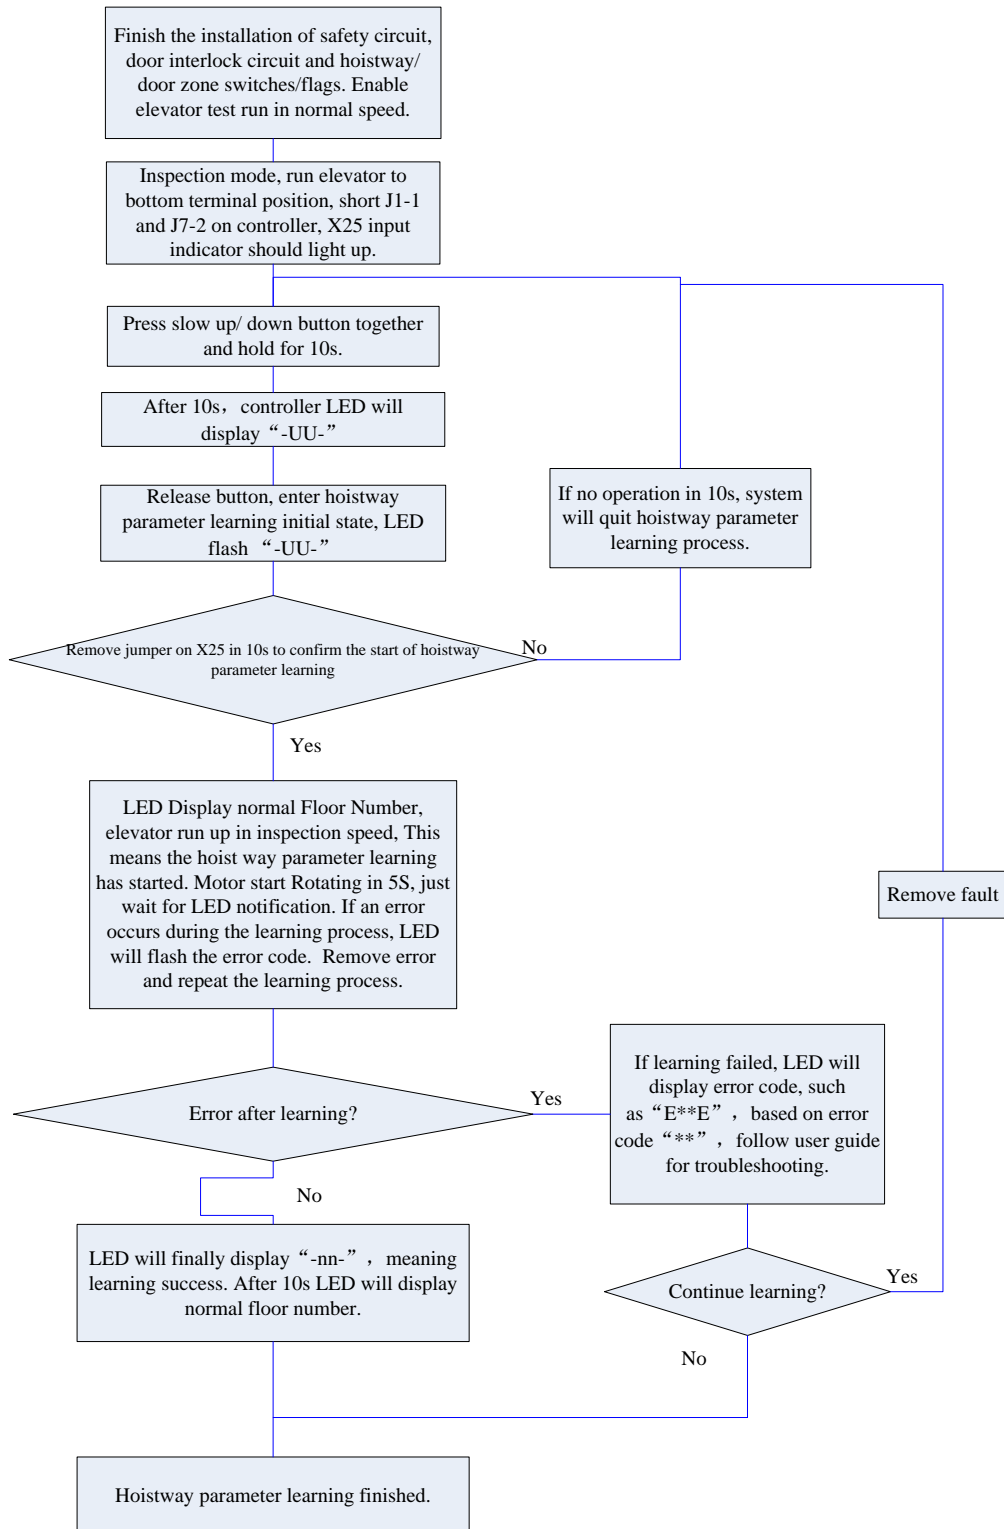 Finish the installation of safety circuit,
door interlock circuit and hoistway/
door zone switches/flags. Enable
elevator test run in normal speed.
Inspection mode, run elevator to
bottom terminal position, short J1-1
and J7-2 on controller, X25 input
indicator should light up.
Press slow up/ down button together
and hold for 10s.
After 10s，controller LED will
display“-UU-”
Release button, enter hoistway
parameter learning initial state, LED
flash “-UU-”
If no operation in 10s, system
will quit hoistway parameter
learning process.
Remove jumper on X25 in 10s to confirm the start of hoistway
parameter learning
No
Yes
LED Display normal Floor Number,
elevator run up in inspection speed, This
means the hoist way parameter learning
has started. Motor start Rotating in 5S, just
wait for LED notification. If an error
occurs during the learning process, LED
will flash the error code. Remove error
and repeat the learning process.
Remove fault
Error after learning?
Yes
If learning failed, LED will
display error code, such
as“E**E”，based on error
code“**”，follow user guide
for troubleshooting.
No
LED will finally display“-nn-”，meaning
learning success. After 10s LED will display
normal floor number.
Continue learning?
Yes
No
Hoistway parameter learning finished.